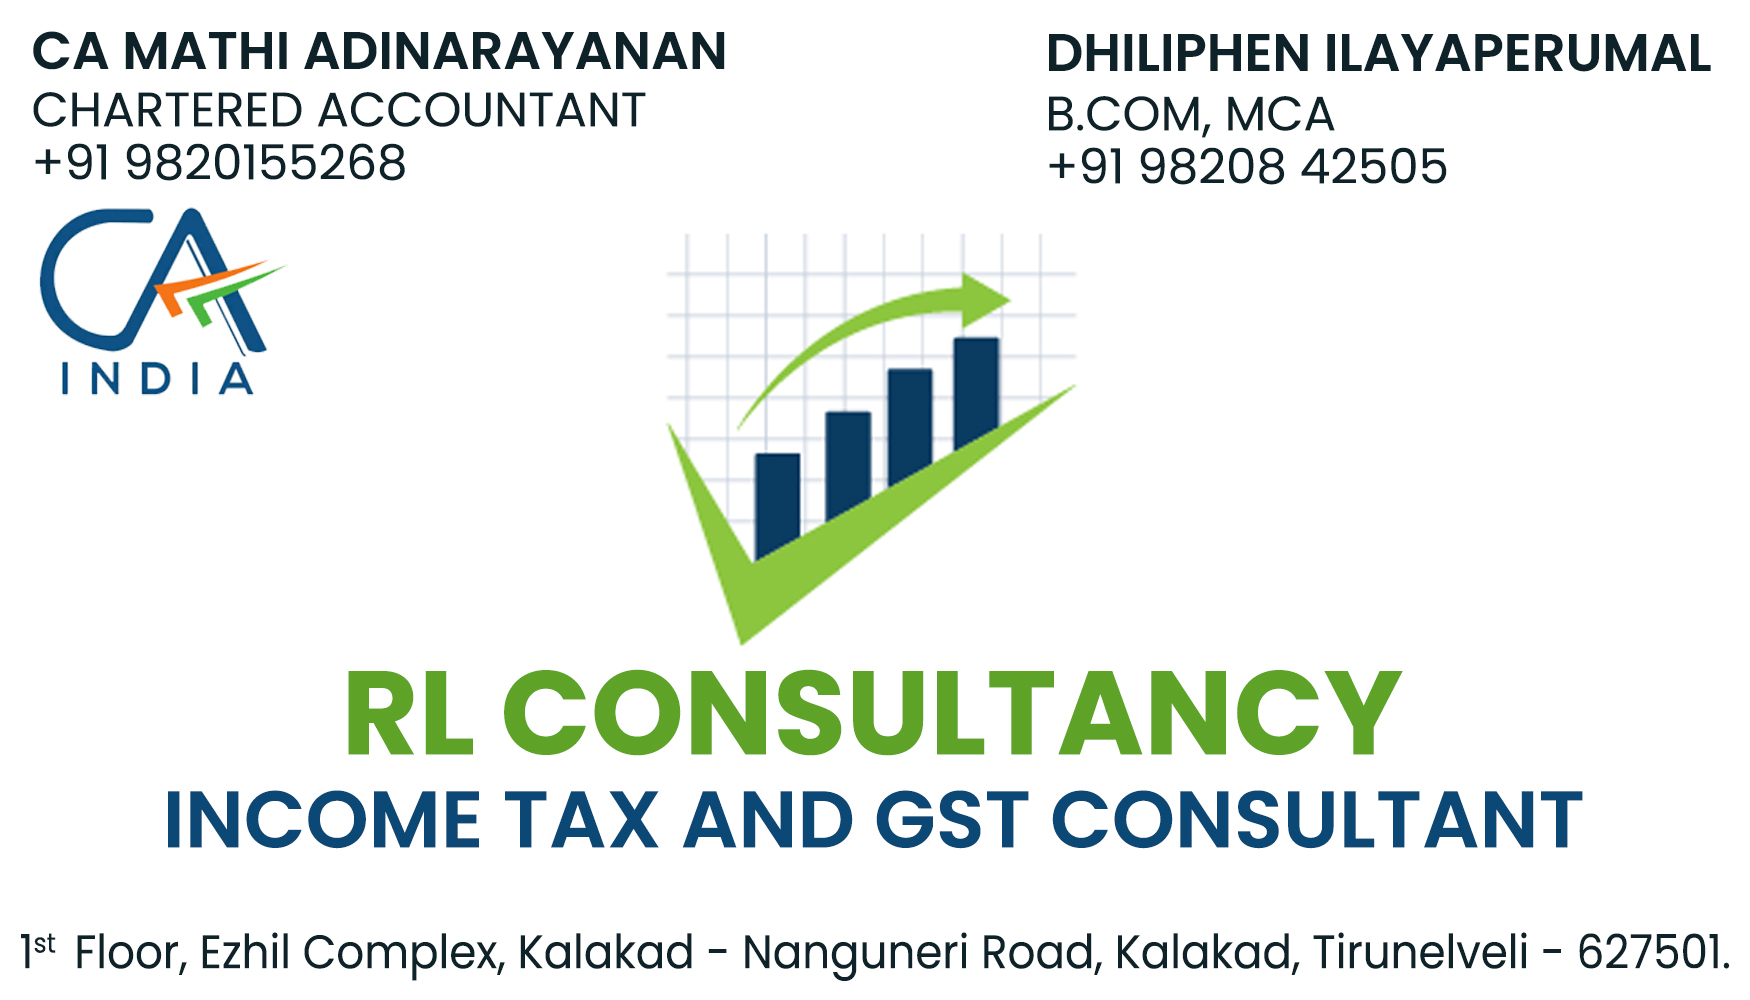 CA MATHI ADINARAYANAN
CHARTERED ACCOUNTANT
+91 9820155268
DHILIPHEN ILAYAPERUMAL
B.COM, MCA
+91 98208 42505
CA
INDIA
RL CONSULTANCY
INCOME TAX AND GST CONSULTANT
1st Floor, Ezhil Complex, Kalakad - Nanguneri Road, Kalakad, Tirunelveli - 627501.